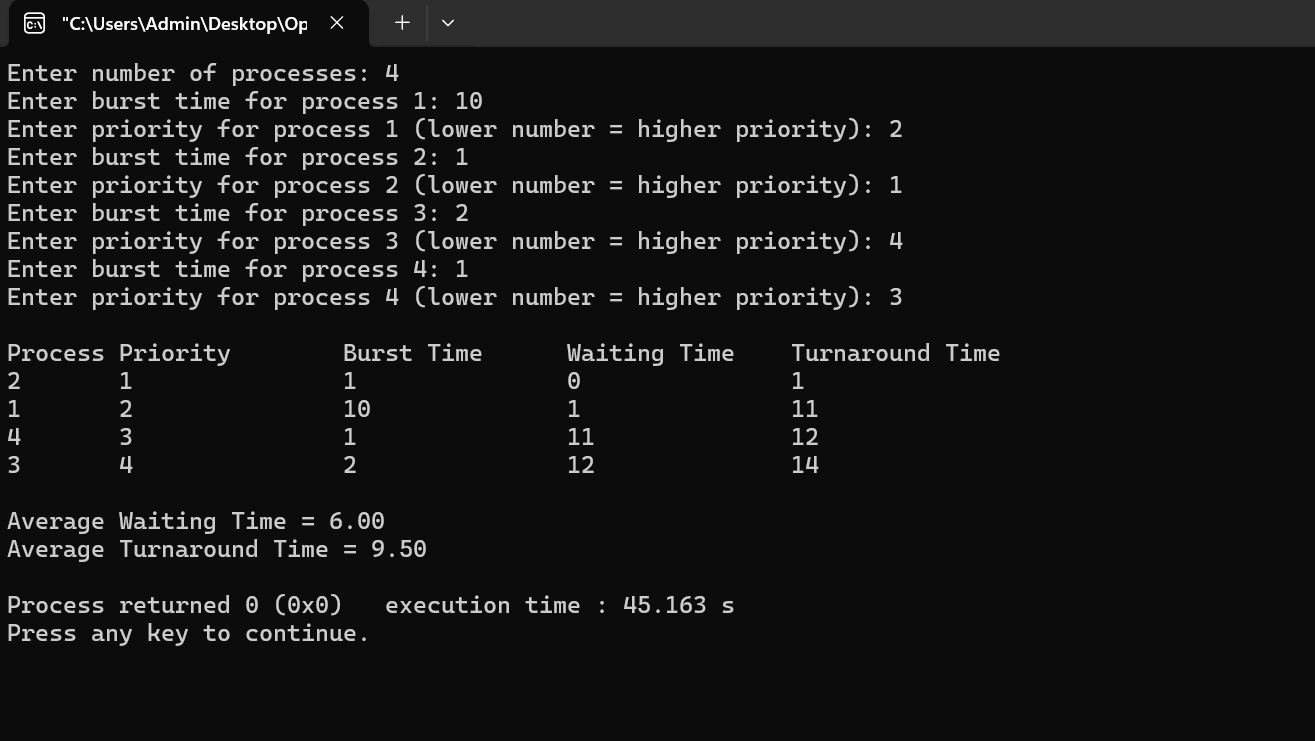 "C:\Users\Admin\Desktop\Op
Enter number of processes: 4
Enter burst time for process 1: 10
Enter priority for process 1 (lower number = higher priority): 2
Enter burst time for process 2: 1
Enter priority for process 2 (lower number = higher priority): 1
Enter burst time for process 3: 2
Enter priority for process 3 (lower number = higher priority): 4
Enter burst time for process 4: 1
Enter priority for process 4 (lower number = higher priority): 3
Process Priority Burst Time Waiting Time Turnaround Time
2 1 1 0 1
1 2 10 1 11
4 3 1 11 12
3 4 2 12 14
Average Waiting Time = 6.00
Average Turnaround Time = 9.50
Process returned 0 (0x0) execution time : 45.163 s
Press any key to continue.